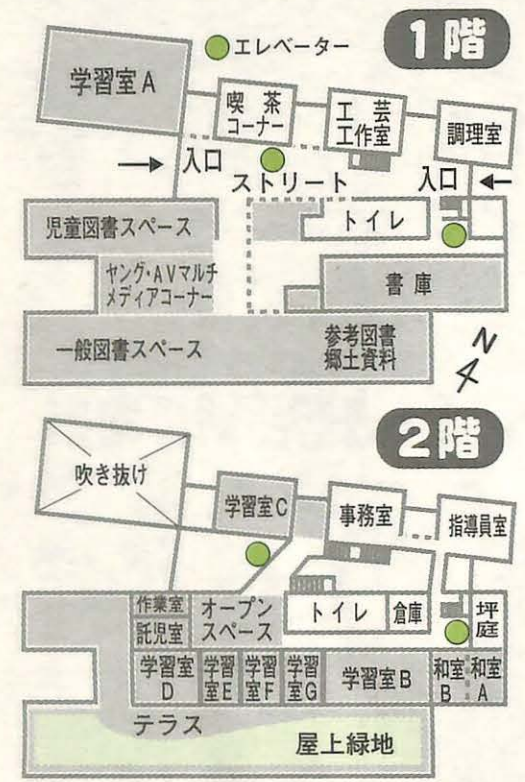 1階
エレベーター
学習室A
喫茶
コーナー
工芸
工作室
調理室
入口
ストリート
入口
児童図書スペース
トイレ
ヤング・AVマルチ
メディアコーナー
書庫
一般図書スペース
参考図書
郷土資料
N
2階
吹き抜け
学習室C
事務室
指導員室
作業室
託児室
オープン
スペース
トイレ
倉庫
坪庭
学習室D
学習室E
学習室F
学習室G
学習室B
和室B
和室A
テラス
屋上緑地